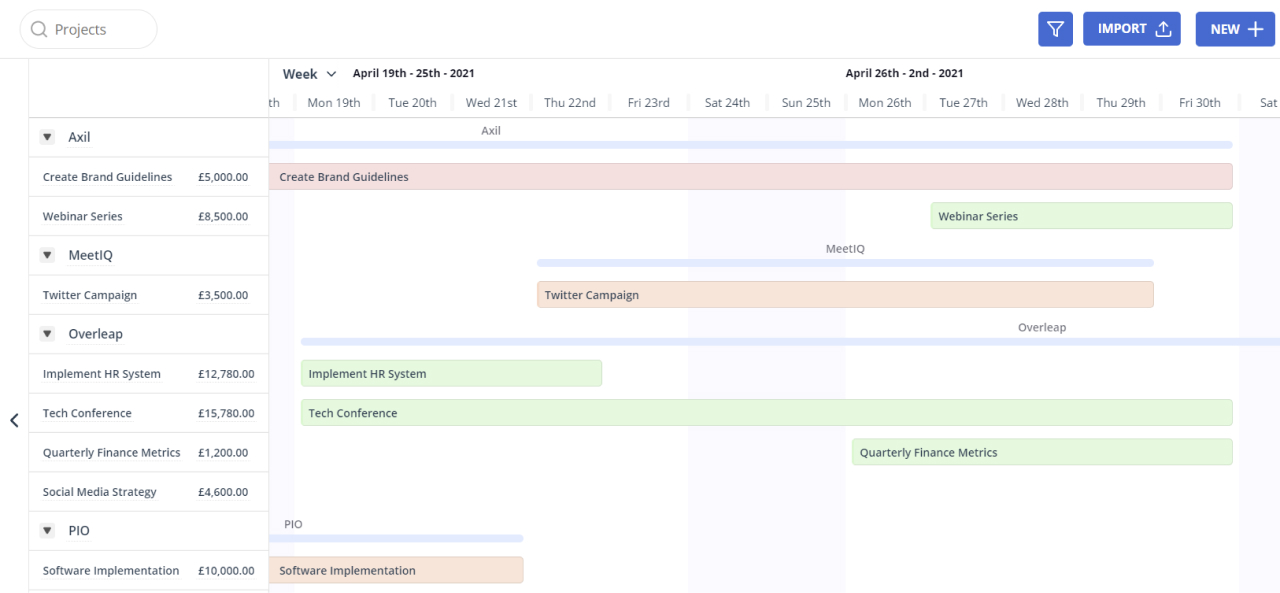 Projects
IMPORT
NEW
Week April 19th - 25th - 2021 April 26th - 2nd - 2021
th Mon 19th Tue 20th Wed 21st Thu 22nd Fri 23rd Sat 24th Sun 25th Mon 26th Tue 27th Wed 28th Thu 29th Fri 30th Sat
Axil
Axil
Create Brand Guidelines £5,000.00 Create Brand Guidelines
Webinar Series £8,500.00 Webinar Series
MeetIQ
MeetIQ
Twitter Campaign £3,500.00 Twitter Campaign
Overleap
Overleap
Implement HR System £12,780.00 Implement HR System
Tech Conference £15,780.00 Tech Conference
Quarterly Finance Metrics £1,200.00 Quarterly Finance Metrics
Social Media Strategy £4,600.00
PIO
PIO
Software Implementation £10,000.00 Software Implementation